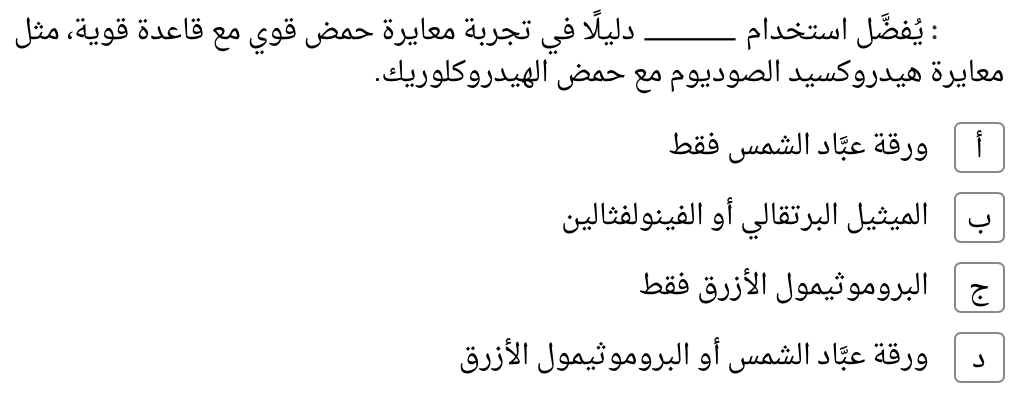 : يُفضَّل استخدام ــــــــــ دليلًا في تجربة معايرة حمض قوي مع قاعدة قوية، مثل
معايرة هيدروكسيد الصوديوم مع حمض الهيدروكلوريك.
أ ورقة عبَّاد الشمس فقط
ب الميثيل البرتقالي أو الفينولفثالين
ج البروموثيمول الأزرق فقط
د ورقة عبَّاد الشمس أو البروموثيمول الأزرق